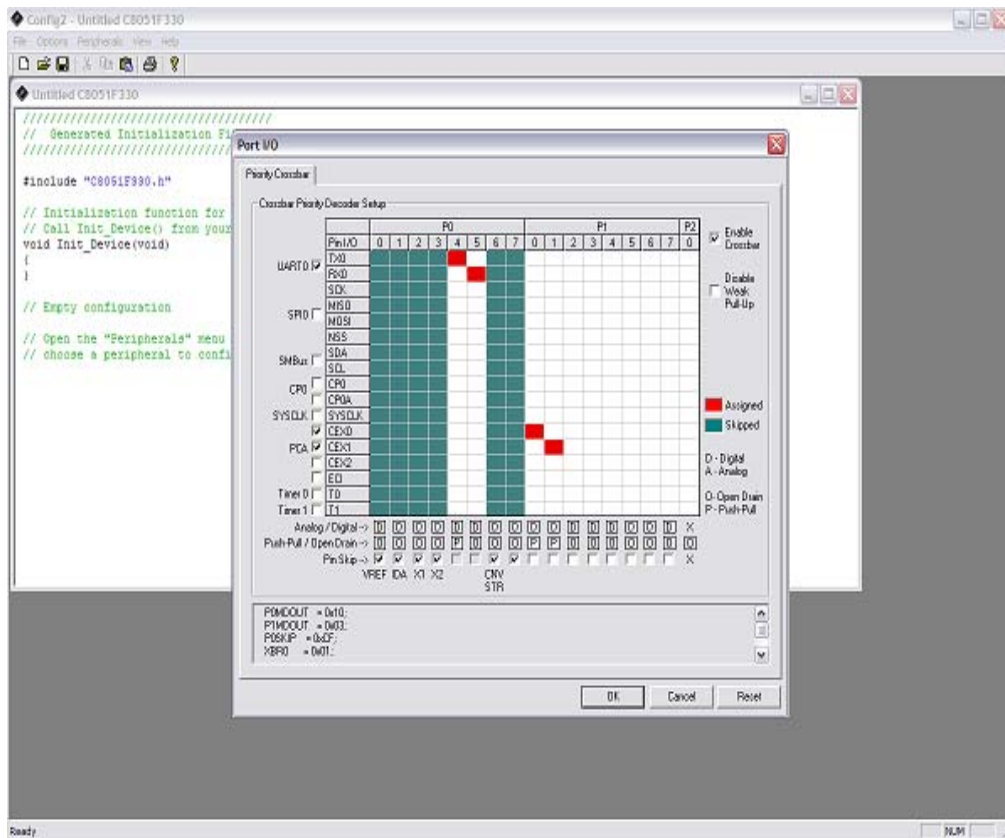 Config2 - Untitled C8051F330
File Options Peripherals View Help
Untitled C8051F330
////////////////////////////////////
// Generated Initialization Fi
#include "C8051F330.h"
// Initialization function for
// Call Init_Device() from your
void Init_Device(void)
{
}
// Empty configuration
// Open the "Peripherals" menu
// choose a peripheral to confi
Port I/O
Priority Crossbar
Crossbar Priority Decoder Setup
P0 P1 P2
Pin I/O 0 1 2 3 4 5 6 7 0 1 2 3 4 5 6 7 0
Enable Crossbar
UART0 TX0
RX0
Disable Weak Pull-Up
SPI0 SCK
MISO
MOSI
NSS
SMBus SDA
SCL
CP0 CP0
CP0A
SYSCLK SYSCLK
PCA CEX0
CEX1
CEX2
ECI
Timer 0 T0
Timer 1 T1
Assigned
Skipped
D - Digital
A - Analog
O- Open Drain
P - Push-Pull
Analog / Digital->
Push-Pull / Open Drain->
Pin Skip->
VREF IDA X1 X2 CNV STR
P0MDOUT = 0x10;
P1MDOUT = 0x03;
P0SKIP = 0xCF;
XBR0 = 0x01;
OK Cancel Reset
Ready NUM